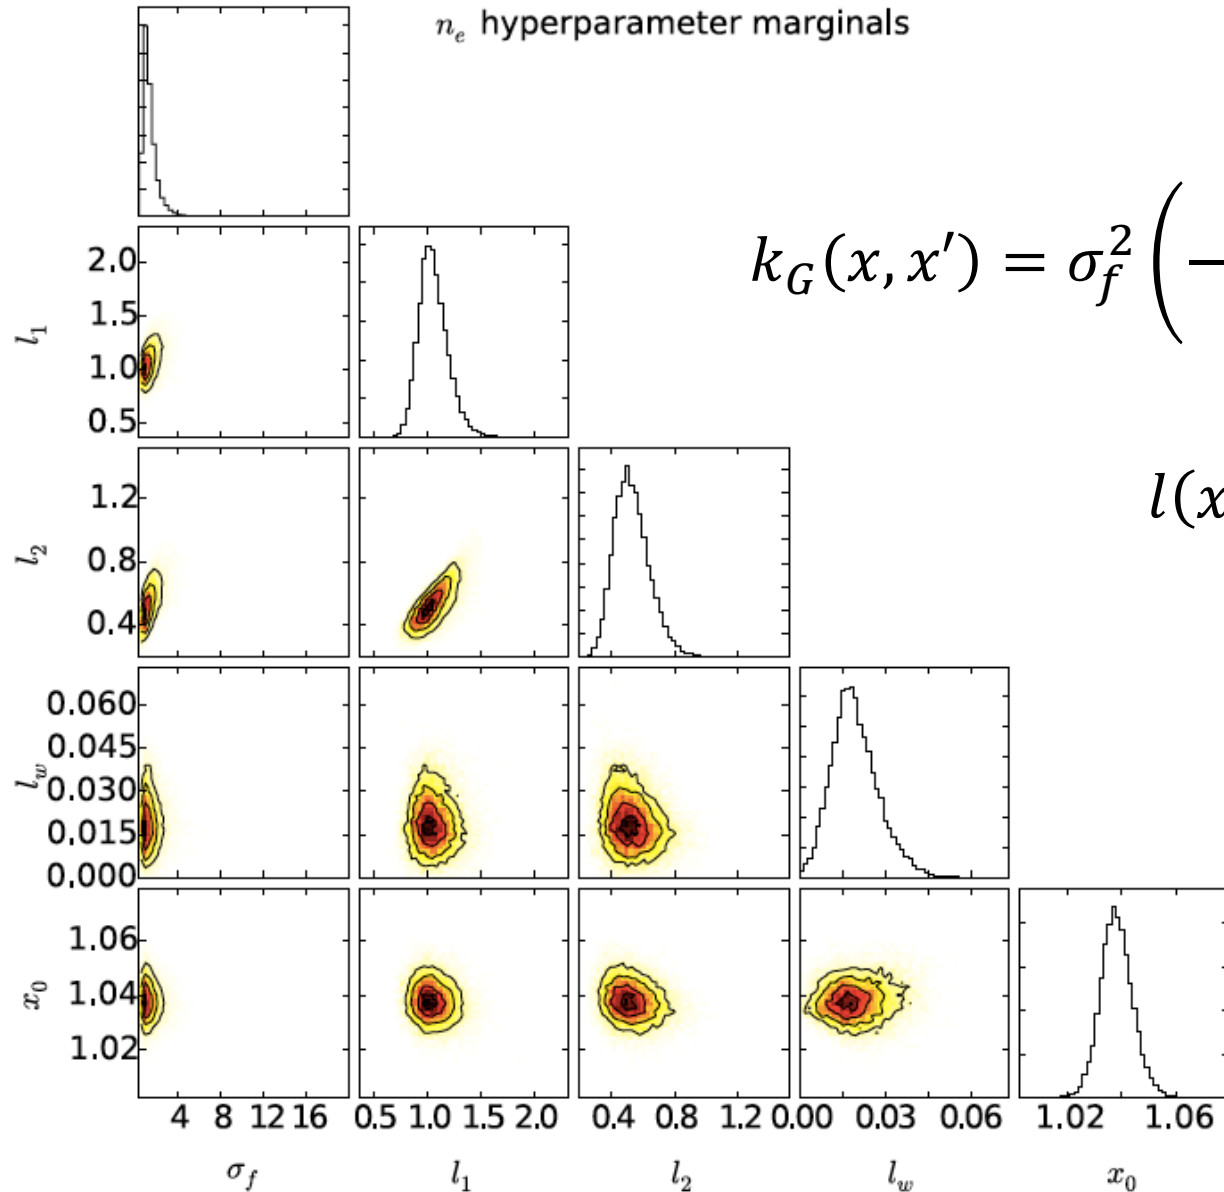 n_e hyperparameter marginals
k_G(x, x′) = σ_f^2 (
l(x
l_1
2.0
1.5
1.0
0.5
l_2
1.2
0.8
0.4
l_w
0.060
0.045
0.030
0.015
0.000
x_0
1.06
1.04
1.02
4 8 12 16 0.5 1.0 1.5 2.0 0.4 0.8 1.2 0.00 0.03 0.06 1.02 1.06
σ_f l_1 l_2 l_w x_0